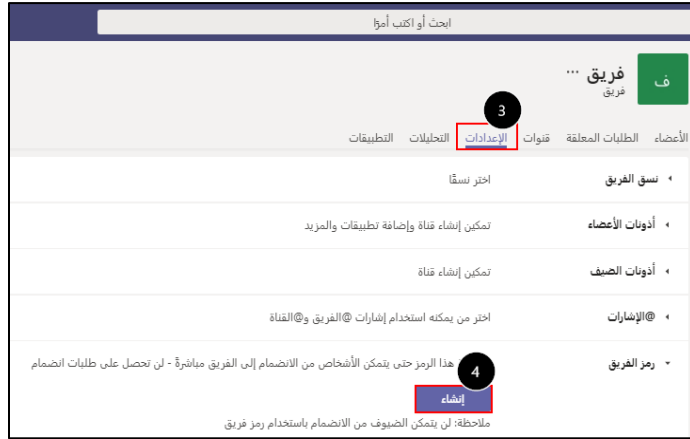 ابحث أو اكتب أمرًا
ف
فريق ...
فريق
3
الأعضاء الطلبات المعلقة قنوات الإعدادات التحليلات التطبيقات
نسق الفريق اختر نسقًا
أذونات الأعضاء تمكين إنشاء قناة وإضافة تطبيقات والمزيد
أذونات الضيف تمكين إنشاء قناة
@الإشارات اختر من يمكنه استخدام إشارات @الفريق و@القناة
رمز الفريق هذا الرمز حتى يتمكن الأشخاص من الانضمام إلى الفريق مباشرةً - لن تحصل على طلبات انضمام
4
إنشاء
ملاحظة: لن يتمكن الضيوف من الانضمام باستخدام رمز فريق